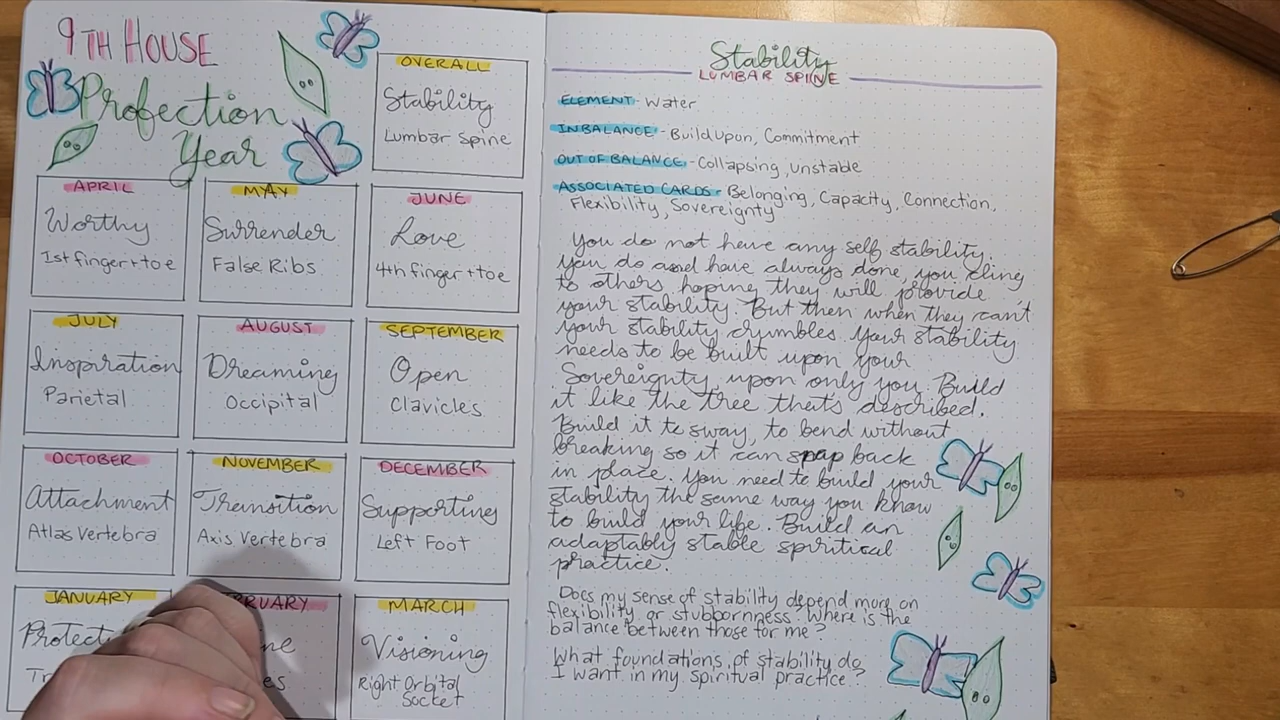 9TH HOUSE
Profection
Year
OVERALL
Stability
Lumbar Spine
APRIL
Worthy
1st finger + toe
MAY
Surrender
False Ribs
JUNE
Love
4th finger + toe
JULY
Inspiration
Parietal
AUGUST
Dreaming
Occipital
SEPTEMBER
Open
Clavicles
OCTOBER
Attachment
Atlas Vertebra
NOVEMBER
Transition
Axis Vertebra
DECEMBER
Supporting
Left Foot
JANUARY
MARCH
Visioning
Right Orbital
Socket
Stability
LUMBAR SPINE
ELEMENT - Water
IN BALANCE - Build Upon, Commitment
OUT OF BALANCE - Collapsing, unstable
ASSOCIATED CARDS - Belonging, Capacity, Connection,
Flexibility, Sovereignty
You do not have any self stability.
You do and have always done, you cling
to others hoping they will provide
your stability. But then when they can't
your stability crumbles. Your stability
needs to be built upon your
Sovereignty, upon only you. Build
it like the tree that's described.
Build it to sway, to bend without
breaking so it can snap back
in place. You need to build your
stability the same way you know
to build your life. Build an
adaptably stable spiritical
practice.
Does my sense of stability depend more on
flexibility or stubbornness. Where is the
balance between those for me?
What foundations of stability do
I want in my spiritual practice?